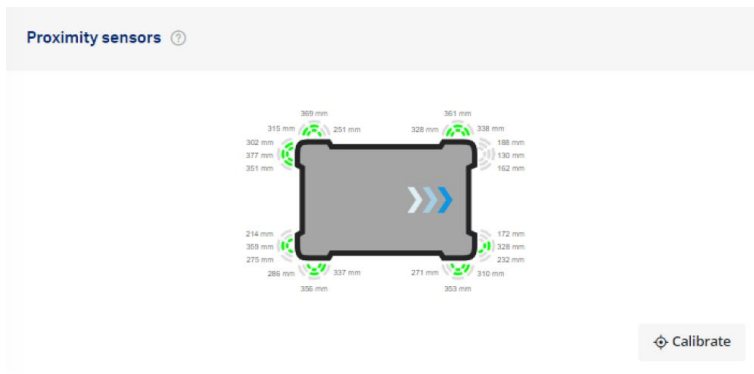 Proximity sensors ?
369 mm 361 mm
315 mm 251 mm 328 mm 338 mm
302 mm 188 mm
377 mm 130 mm
351 mm 162 mm
214 mm 172 mm
359 mm 328 mm
275 mm 232 mm
286 mm 337 mm 271 mm 310 mm
356 mm 353 mm
Calibrate